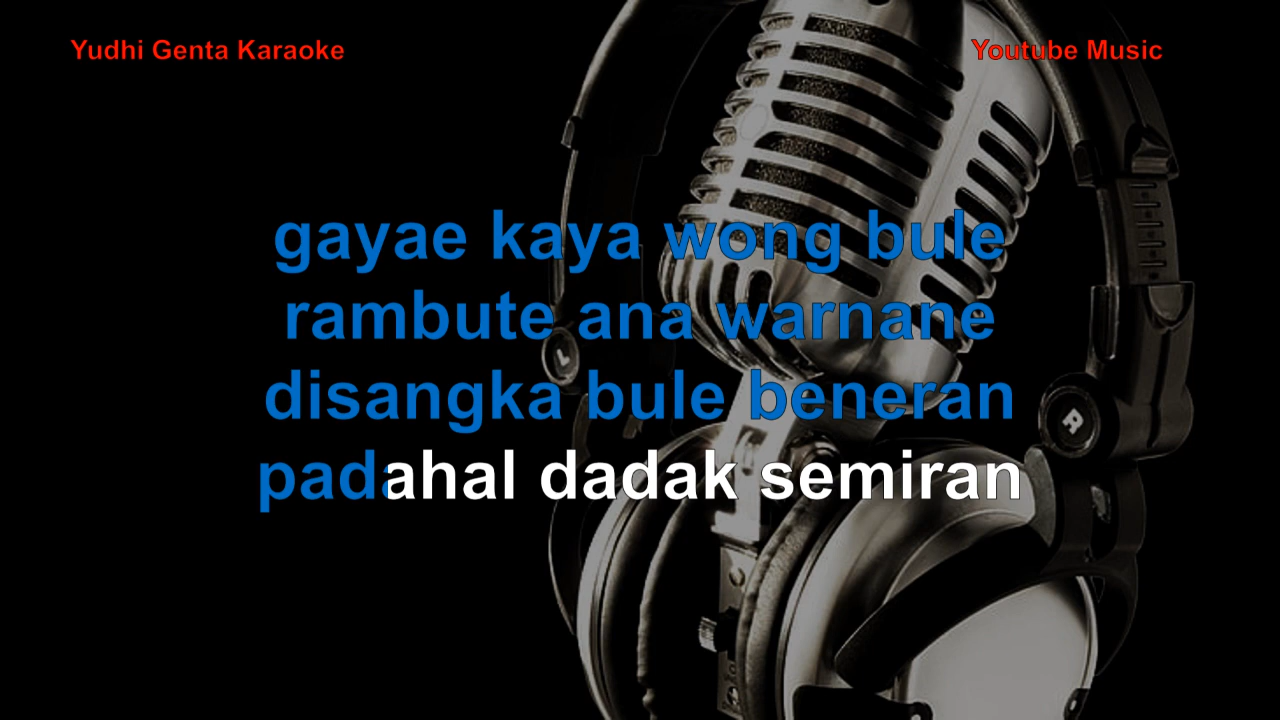 Yudhi Genta Karaoke
Youtube Music
gayae kaya wong bule
rambute ana warnane
disangka bule beneran
padahal dadak semiran
L
R